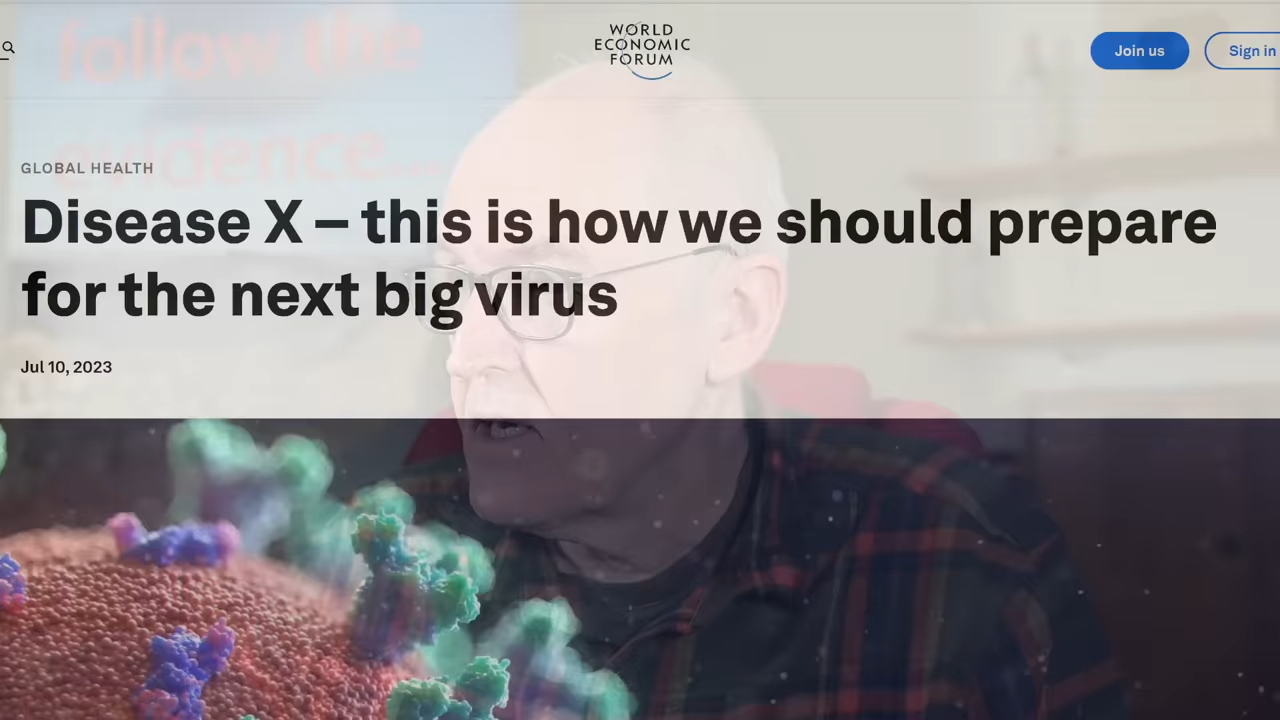 follow the
evidence...
WORLD
ECONOMIC
FORUM
Join us
Sign in
GLOBAL HEALTH
Disease X – this is how we should prepare
for the next big virus
Jul 10, 2023